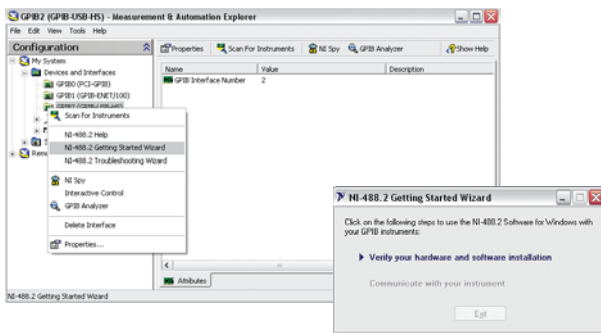 GPIB2 (GPIB-USB-HS) - Measurement & Automation Explorer
File Edit View Tools Help
Configuration
Properties Scan For Instruments NI Spy GPIB Analyzer Show Help
My System
Devices and Interfaces
GPIB0 (PCI-GPIB)
GPIB1 (GPIB-ENET/100)
Name Value Description
GPIB Interface Number 2
Scan for Instruments
NI-488.2 Help
NI-488.2 Getting Started Wizard
NI-488.2 Troubleshooting Wizard
NI Spy
Interactive Control
GPIB Analyzer
Delete Interface
Properties...
Attributes
NI-488.2 Getting Started Wizard
NI-488.2 Getting Started Wizard
Click on the following steps to use the NI-488.2 Software for Windows with
your GPIB instruments:
Verify your hardware and software installation
Communicate with your instrument
Exit